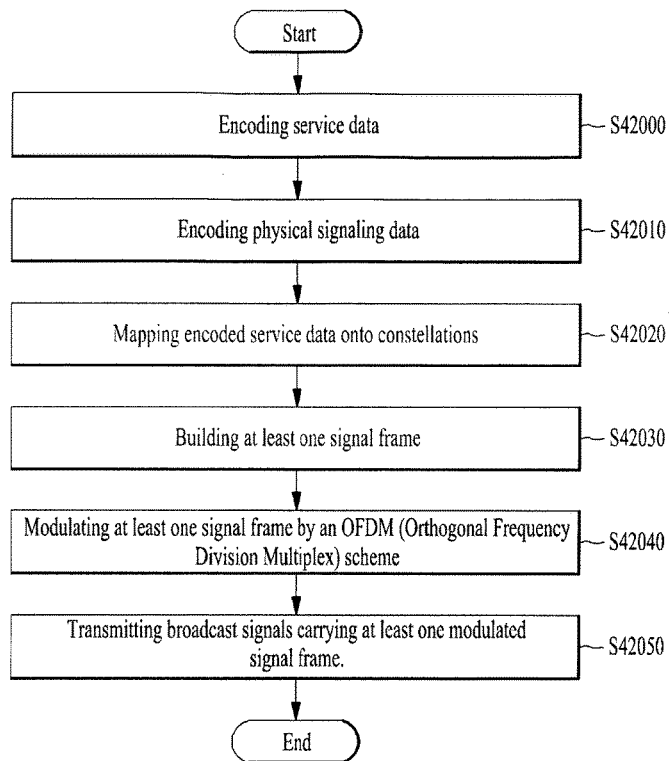 Start
Encoding service data
S42000
Encoding physical signaling data
S42010
Mapping encoded service data onto constellations
S42020
Building at least one signal frame
S42030
Modulating at least one signal frame by an OFDM (Orthogonal Frequency
Division Multiplex) scheme
S42040
Transmitting broadcast signals carrying at least one modulated
signal frame.
S42050
End